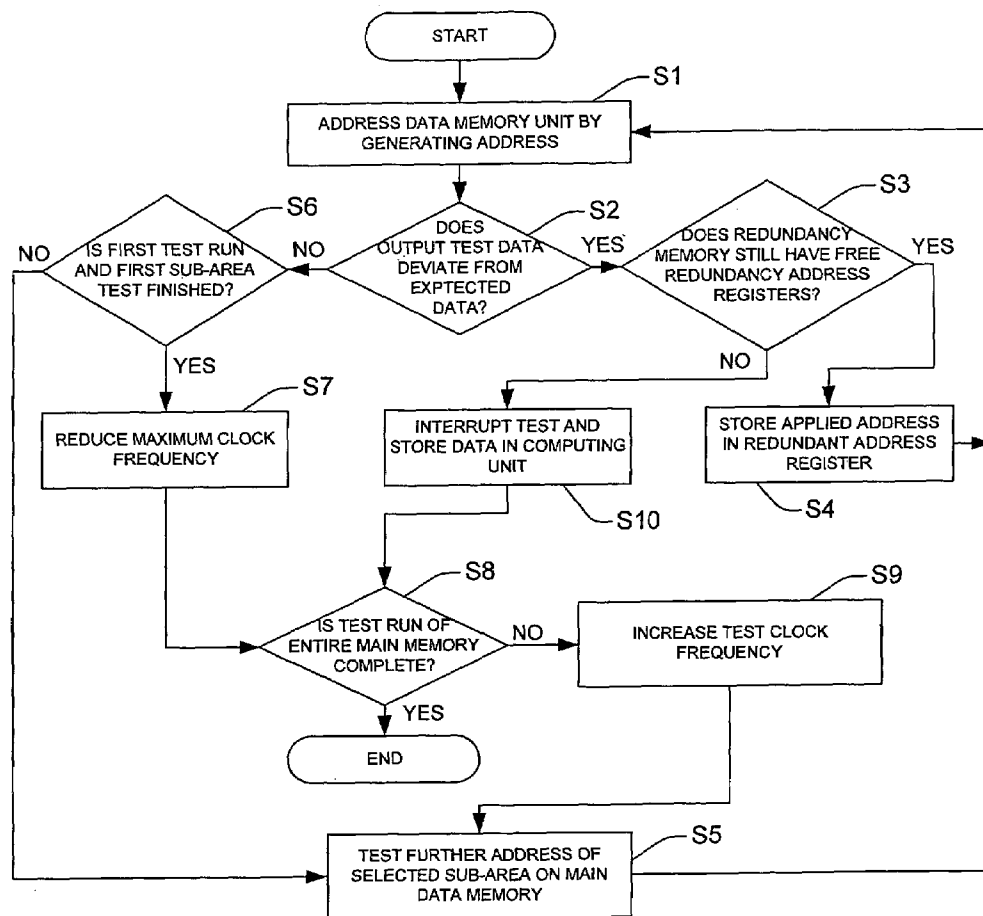 START
S1
ADDRESS DATA MEMORY UNIT BY
GENERATING ADDRESS
S6
S2
S3
NO
IS FIRST TEST RUN
AND FIRST SUB-AREA
TEST FINISHED?
NO
DOES
OUTPUT TEST DATA
DEVIATE FROM
EXPTECTED
DATA?
YES
DOES REDUNDANCY
MEMORY STILL HAVE FREE
REDUNDANCY ADDRESS
REGISTERS?
YES
YES
NO
S7
REDUCE MAXIMUM CLOCK
FREQUENCY
INTERRUPT TEST AND
STORE DATA IN COMPUTING
UNIT
STORE APPLIED ADDRESS
IN REDUNDANT ADDRESS
REGISTER
S10
S4
S8
S9
IS TEST RUN OF
ENTIRE MAIN MEMORY
COMPLETE?
NO
INCREASE TEST CLOCK
FREQUENCY
YES
END
S5
TEST FURTHER ADDRESS OF
SELECTED SUB-AREA ON MAIN
DATA MEMORY